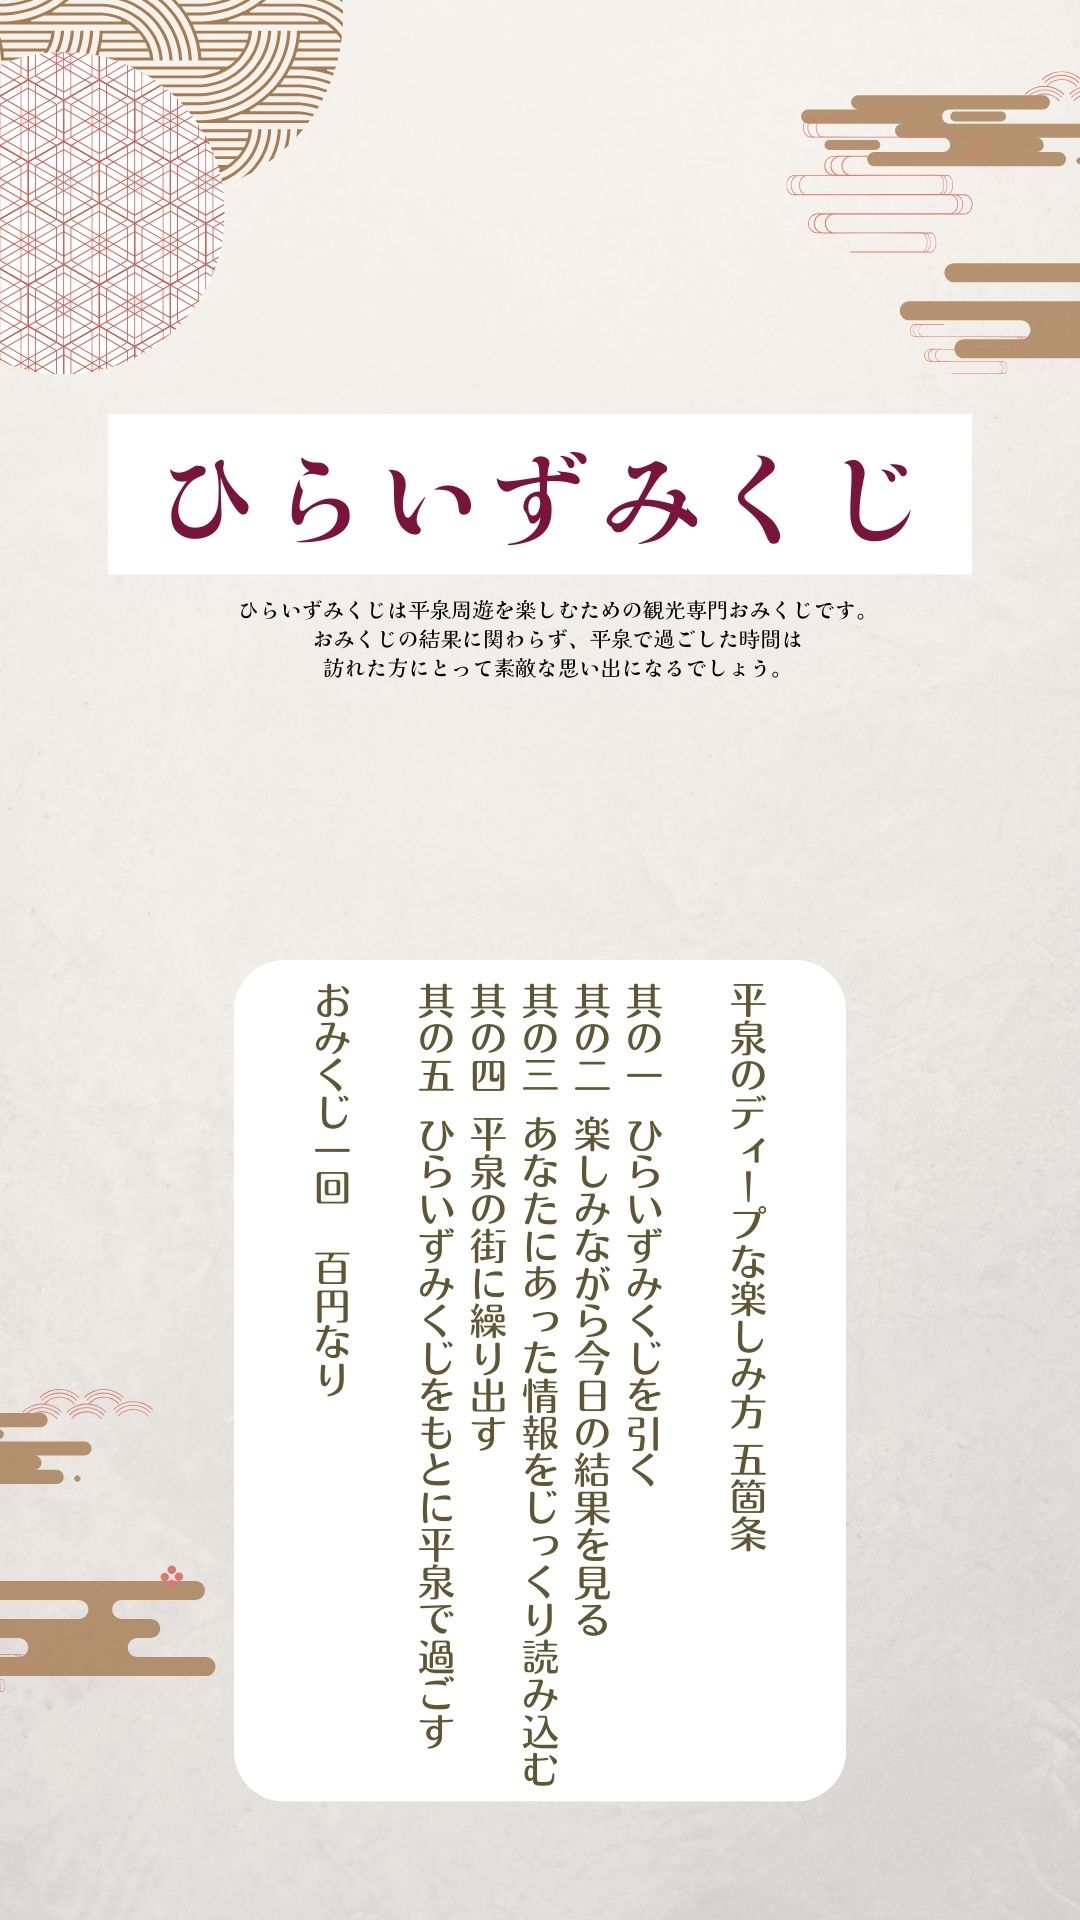 ひらいずみくじ
ひらいずみくじは平泉周遊を楽しむための観光専門おみくじです。
おみくじの結果に関わらず、平泉で過ごした時間は
訪れた方にとって素敵な思い出になるでしょう。
平泉のディープな楽しみ方 五箇条
其の一 ひらいずみくじを引く
其の二 楽しみながら今日の結果を見る
其の三 あなたにあった情報をじっくり読み込む
其の四 平泉の街に繰り出す
其の五 ひらいずみくじをもとに平泉で過ごす
おみくじ一回 百円なり